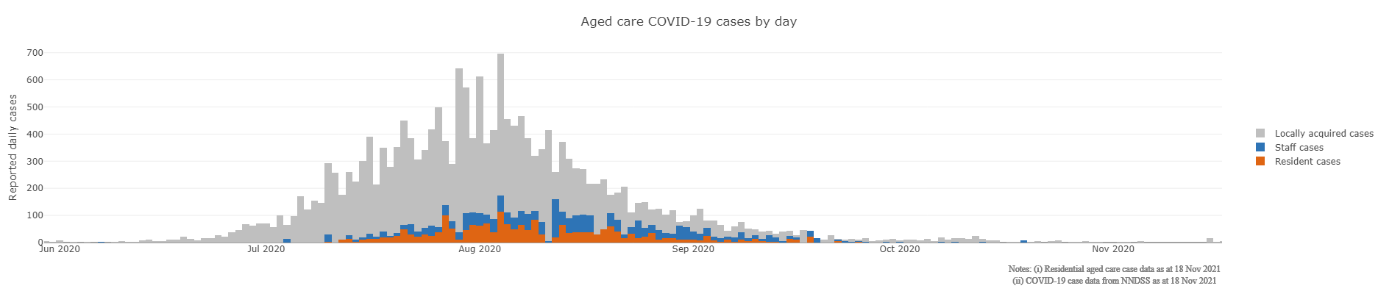 Aged care COVID-19 cases by day
Reported daily cases
700
600
500
400
300
200
100
0
Jun 2020
Jul 2020
Aug 2020
Sep 2020
Oct 2020
Nov 2020
Locally acquired cases
Staff cases
Resident cases
Notes: (i) Residential aged care case data as at 18 Nov 2021
(ii) COVID-19 case data from NNDSS as at 18 Nov 2021